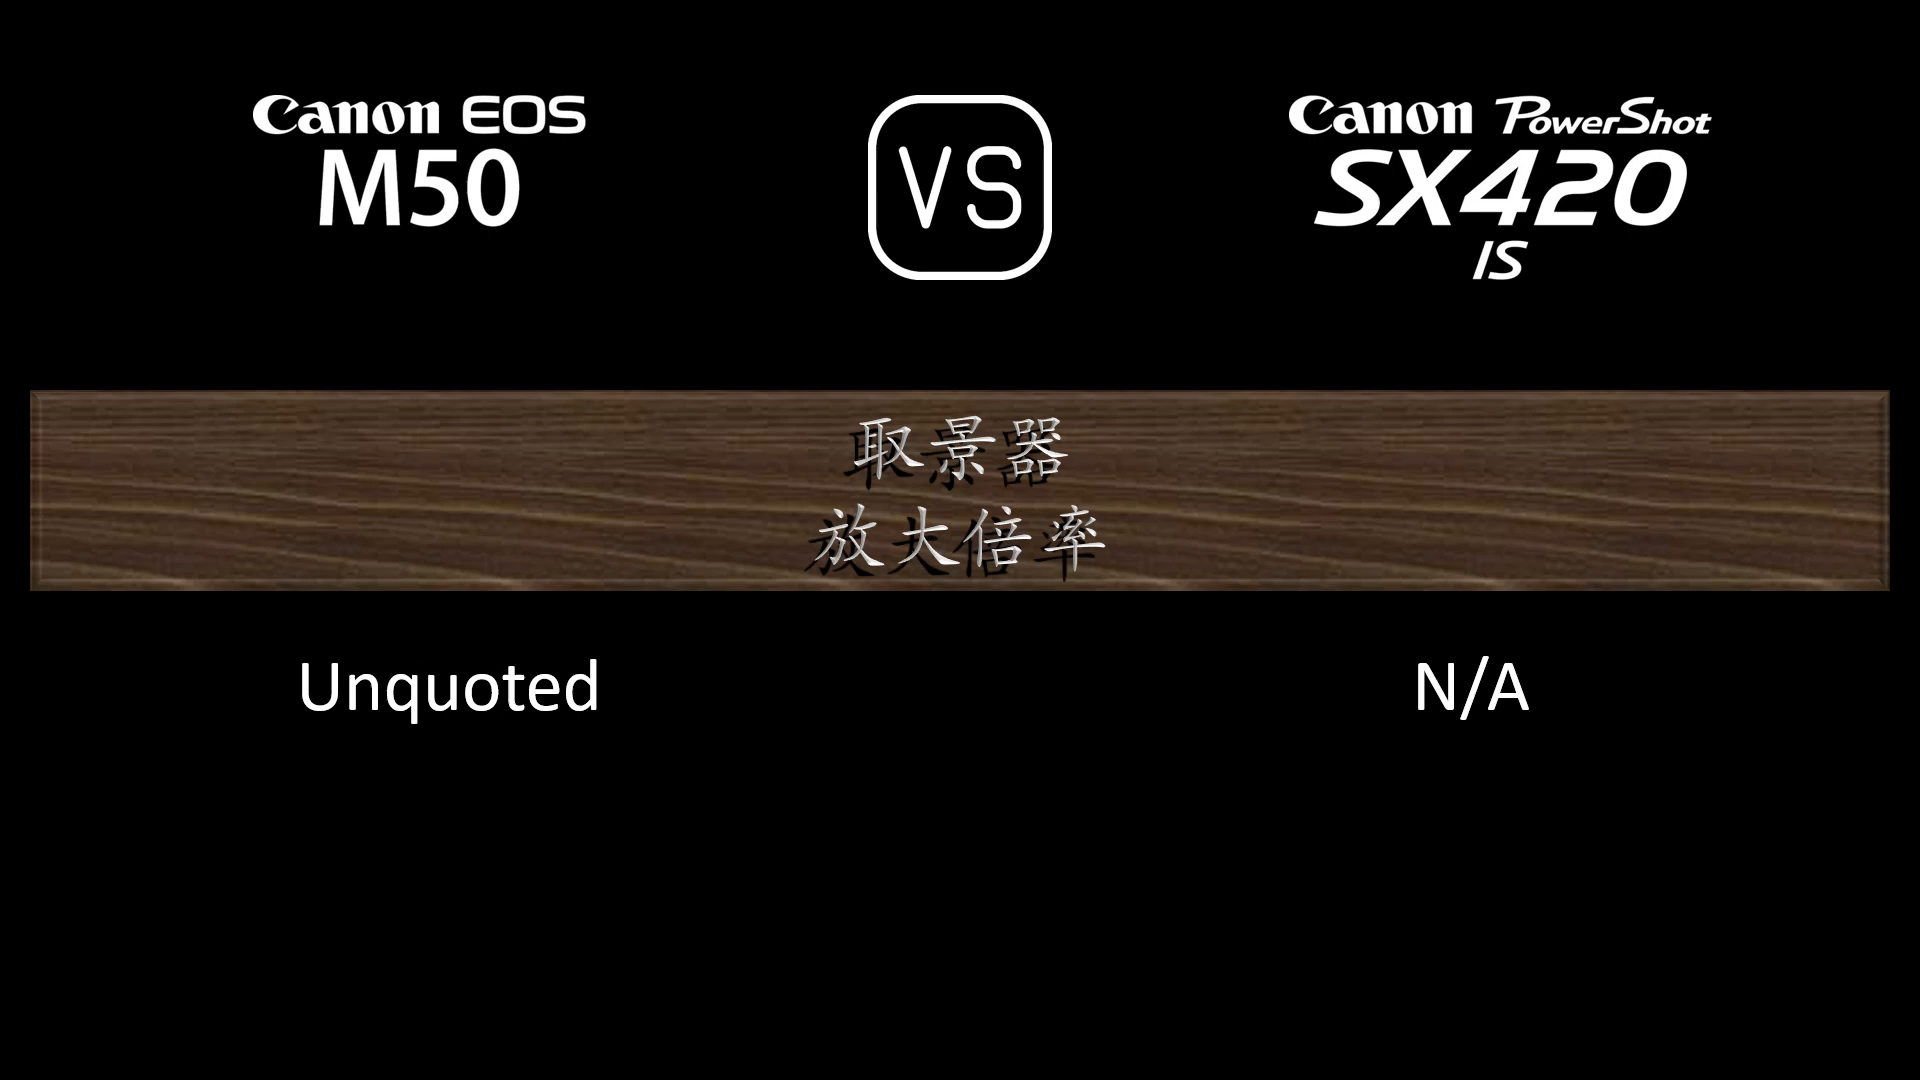 Canon EOS
M50
VS
Canon PowerShot
SX420
IS
取景器
放大倍率
Unquoted
N/A